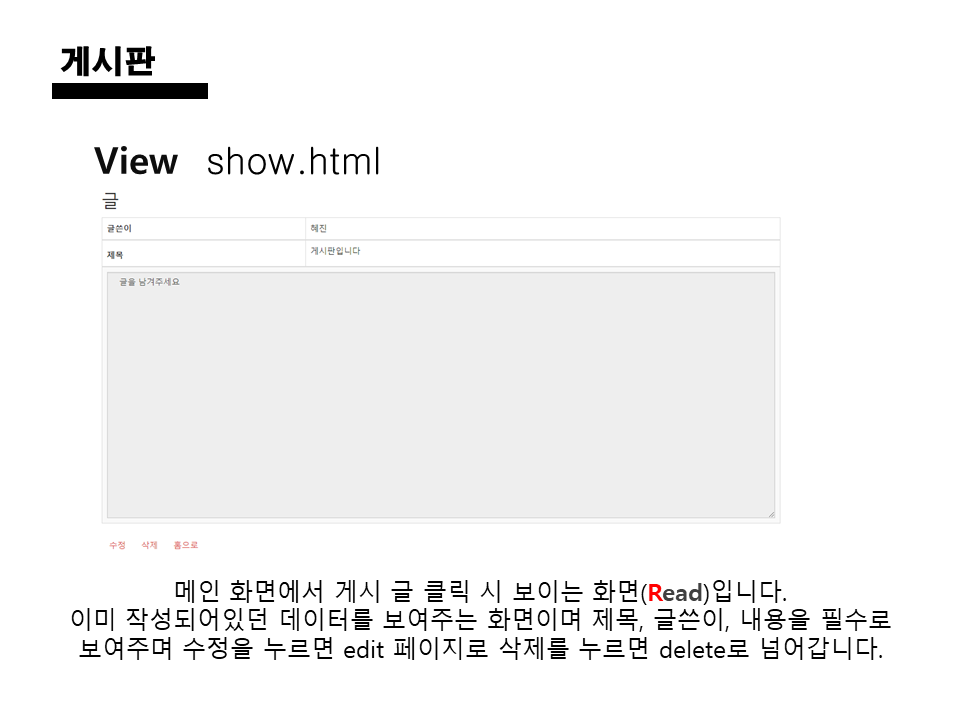 게시판
View show.html
글
글쓴이 혜진
제목 게시판입니다
글을 남겨주세요
수정 삭제 홈으로
메인 화면에서 게시 글 클릭 시 보이는 화면(Read)입니다.
이미 작성되어있던 데이터를 보여주는 화면이며 제목, 글쓴이, 내용을 필수로
보여주며 수정을 누르면 edit 페이지로 삭제를 누르면 delete로 넘어갑니다.